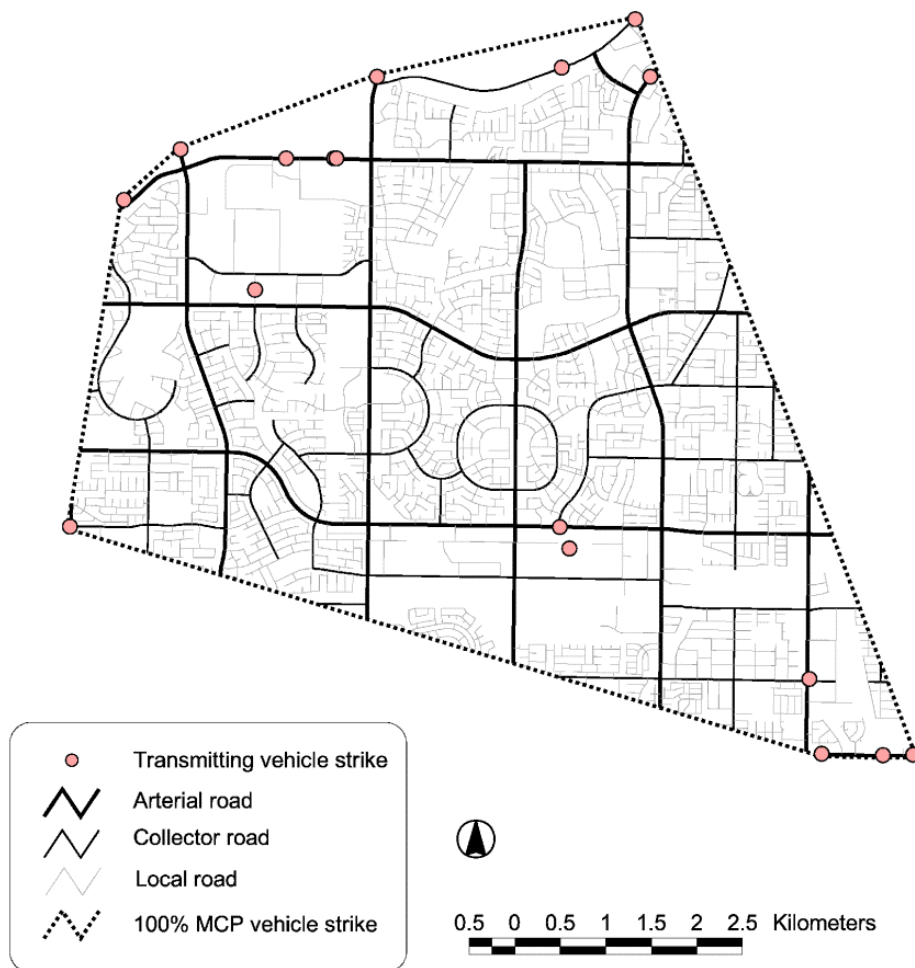 Transmitting vehicle strike
Arterial road
Collector road
Local road
100% MCP vehicle strike
0.5 0 0.5 1 1.5 2 2.5 Kilometers